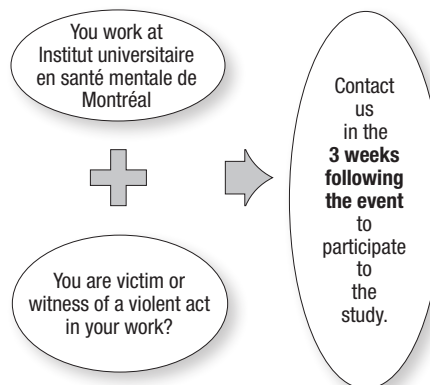 You work at
Institut universitaire
en santé mentale de
Montréal
You are victim or
witness of a violent act
in your work?
Contact
us
in the
3 weeks
following
the event
to
participate
to
the
study.